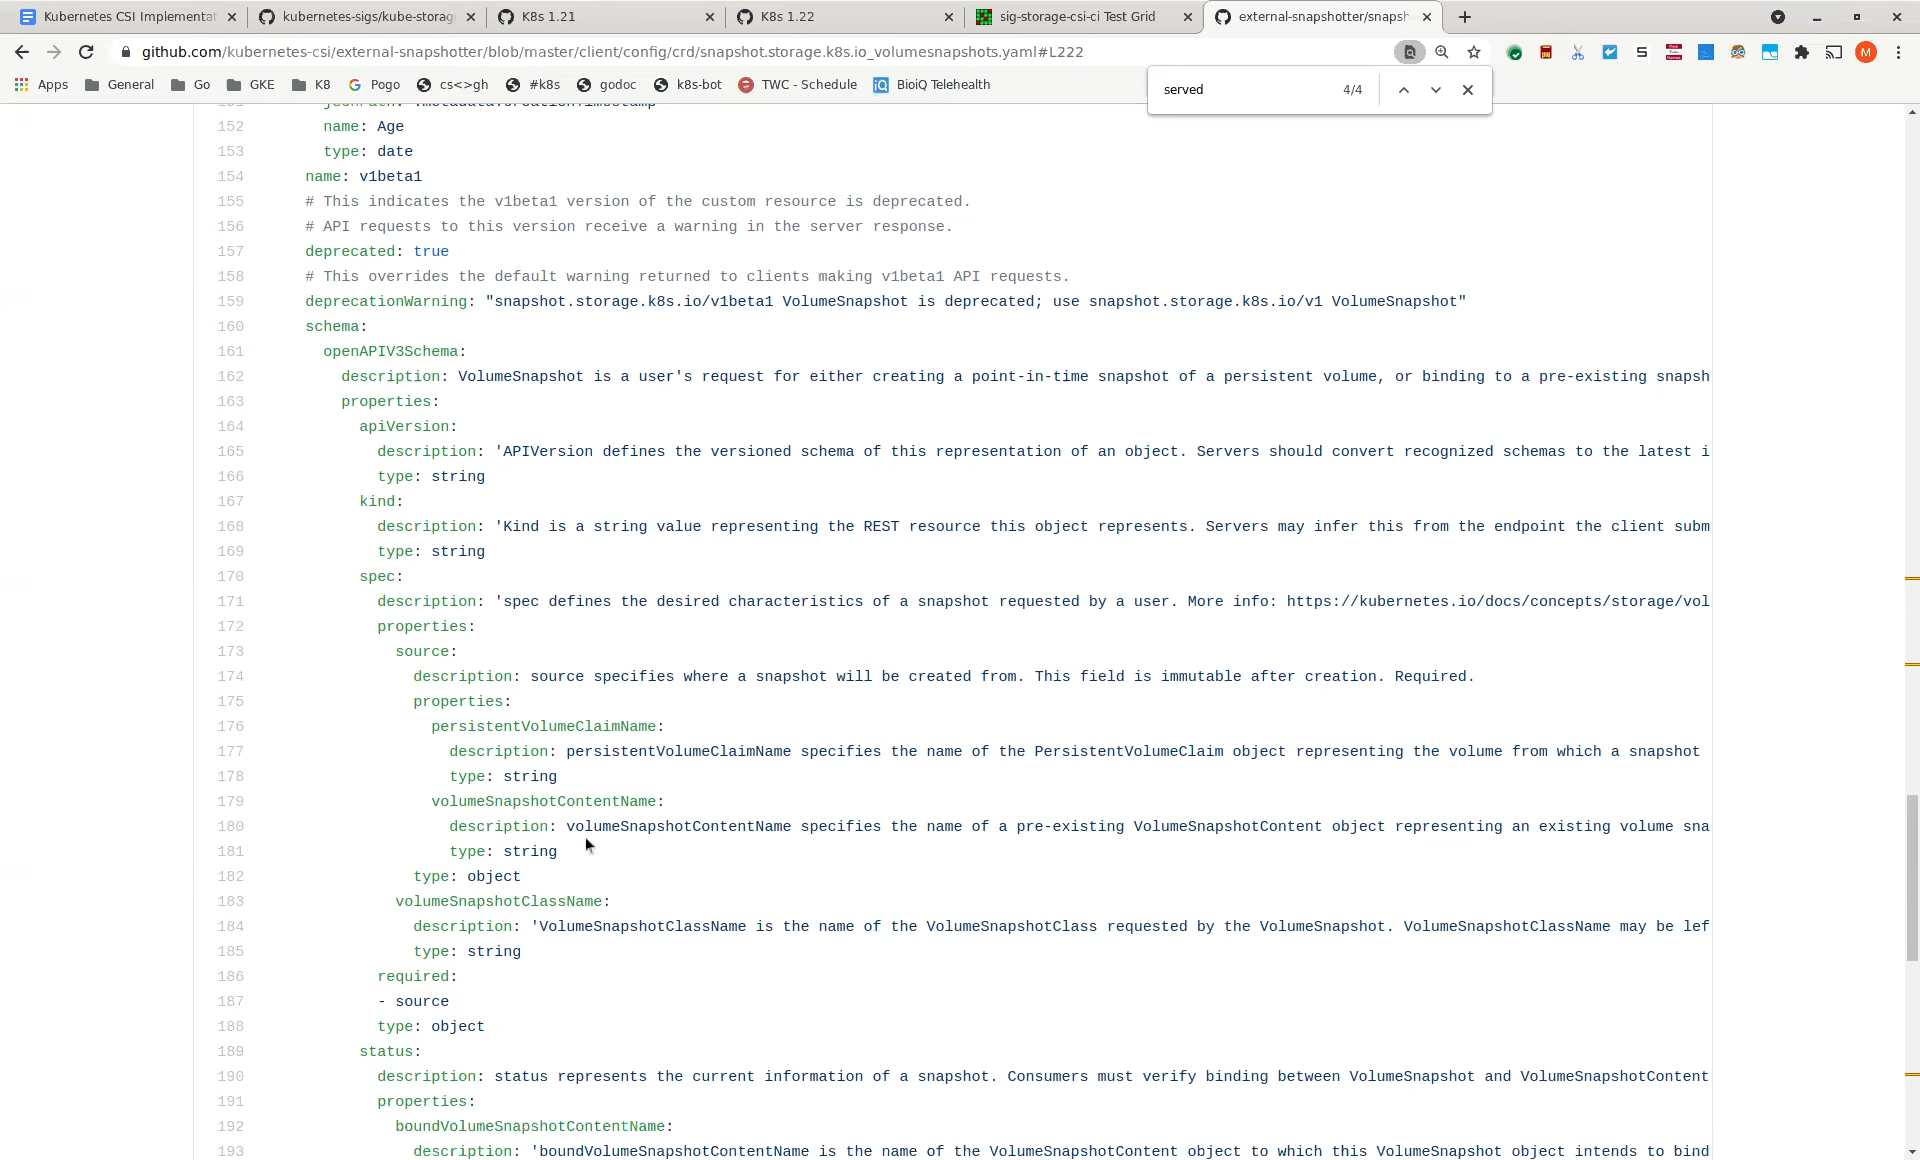 Kubernetes CSI Implementat
kubernetes-sigs/kube-storag
K8s 1.21
K8s 1.22
sig-storage-csi-ci Test Grid
external-snapshotter/snapsh
github.com/kubernetes-csi/external-snapshotter/blob/master/client/config/crd/snapshot.storage.k8s.io_volumesnapshots.yaml#L222
M
Apps General Go GKE K8 Pogo cs<>gh #k8s godoc k8s-bot TWC - Schedule BioiQ Telehealth
served 4/4
152 name: Age
153 type: date
154 name: v1beta1
155 # This indicates the v1beta1 version of the custom resource is deprecated.
156 # API requests to this version receive a warning in the server response.
157 deprecated: true
158 # This overrides the default warning returned to clients making v1beta1 API requests.
159 deprecationWarning: "snapshot.storage.k8s.io/v1beta1 VolumeSnapshot is deprecated; use snapshot.storage.k8s.io/v1 VolumeSnapshot"
160 schema:
161 openAPIV3Schema:
162 description: VolumeSnapshot is a user's request for either creating a point-in-time snapshot of a persistent volume, or binding to a pre-existing snapsh
163 properties:
164 apiVersion:
165 description: 'APIVersion defines the versioned schema of this representation of an object. Servers should convert recognized schemas to the latest i
166 type: string
167 kind:
168 description: 'Kind is a string value representing the REST resource this object represents. Servers may infer this from the endpoint the client subm
169 type: string
170 spec:
171 description: 'spec defines the desired characteristics of a snapshot requested by a user. More info: https://kubernetes.io/docs/concepts/storage/vol
172 properties:
173 source:
174 description: source specifies where a snapshot will be created from. This field is immutable after creation. Required.
175 properties:
176 persistentVolumeClaimName:
177 description: persistentVolumeClaimName specifies the name of the PersistentVolumeClaim object representing the volume from which a snapshot
178 type: string
179 volumeSnapshotContentName:
180 description: volumeSnapshotContentName specifies the name of a pre-existing VolumeSnapshotContent object representing an existing volume sna
181 type: string
182 type: object
183 volumeSnapshotClassName:
184 description: 'VolumeSnapshotClassName is the name of the VolumeSnapshotClass requested by the VolumeSnapshot. VolumeSnapshotClassName may be lef
185 type: string
186 required:
187 - source
188 type: object
189 status:
190 description: status represents the current information of a snapshot. Consumers must verify binding between VolumeSnapshot and VolumeSnapshotContent
191 properties:
192 boundVolumeSnapshotContentName:
193 description: 'boundVolumeSnapshotContentName is the name of the VolumeSnapshotContent object to which this VolumeSnapshot object intends to bind